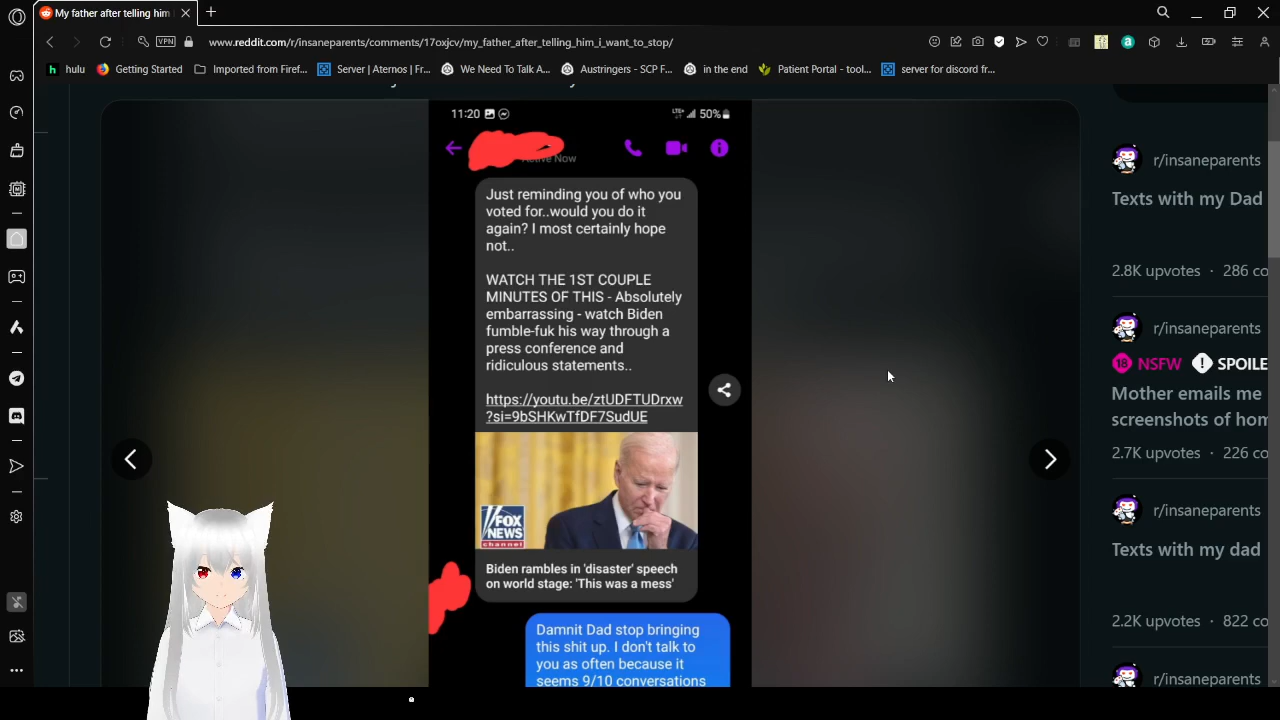 My father after telling him
www.reddit.com/r/insaneparents/comments/17oxjcv/my_father_after_telling_him_i_want_to_stop/
VPN
hulu
Getting Started
Imported from Firef...
Server | Aternos | Fr...
We Need To Talk A...
Austringers - SCP F...
in the end
Patient Portal - tool...
server for discord fr...
11:20
LTE+
50%
Active Now
Just reminding you of who you
voted for..would you do it
again? I most certainly hope
not..
WATCH THE 1ST COUPLE
MINUTES OF THIS - Absolutely
embarrassing - watch Biden
fumble-fuk his way through a
press conference and
ridiculous statements..
https://youtu.be/ztUDFTUDrxw
?si=9bSHKwTfDF7SudUE
FOX
NEWS
channel
Biden rambles in 'disaster' speech
on world stage: 'This was a mess'
Damnit Dad stop bringing
this shit up. I don't talk to
you as often because it
seems 9/10 conversations
r/insaneparents
Texts with my Dad
2.8K upvotes · 286 co
r/insaneparents
18 NSFW ! SPOILE
Mother emails me
screenshots of hom
2.7K upvotes · 226 co
r/insaneparents
Texts with my dad
2.2K upvotes · 822 co
r/insaneparents